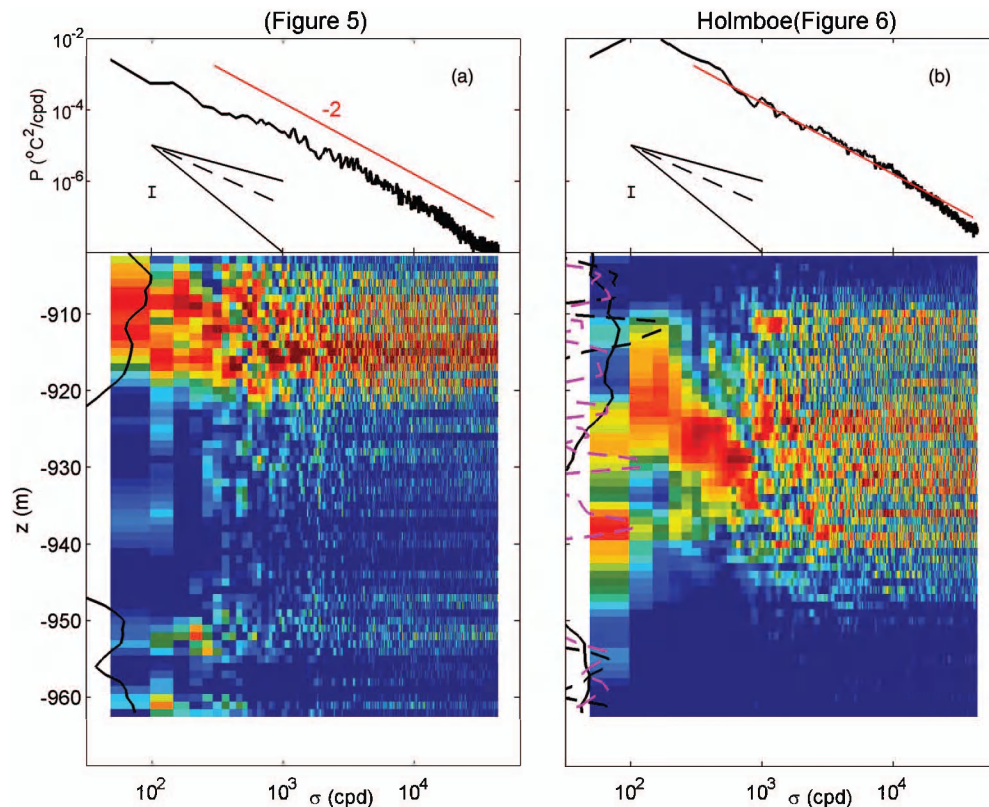 (Figure 5)
Holmboe(Figure 6)
10^-2
10^-4
10^-6
P (°C^2/cpd)
(a)
-2
I
(b)
I
-910
-920
-930
-940
-950
-960
z (m)
10^2
10^3
10^4
σ (cpd)
10^2
10^3
10^4
σ (cpd)